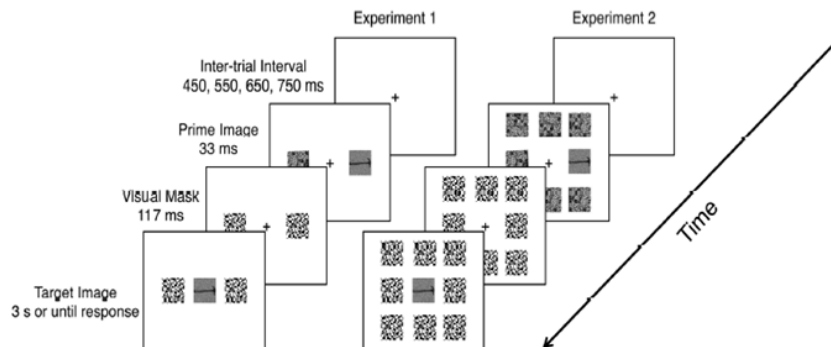 Experiment 1
Experiment 2
Inter-trial Interval
450, 550, 650, 750 ms
Prime Image
33 ms
Visual Mask
117 ms
Target Image
3 s or until response
Time